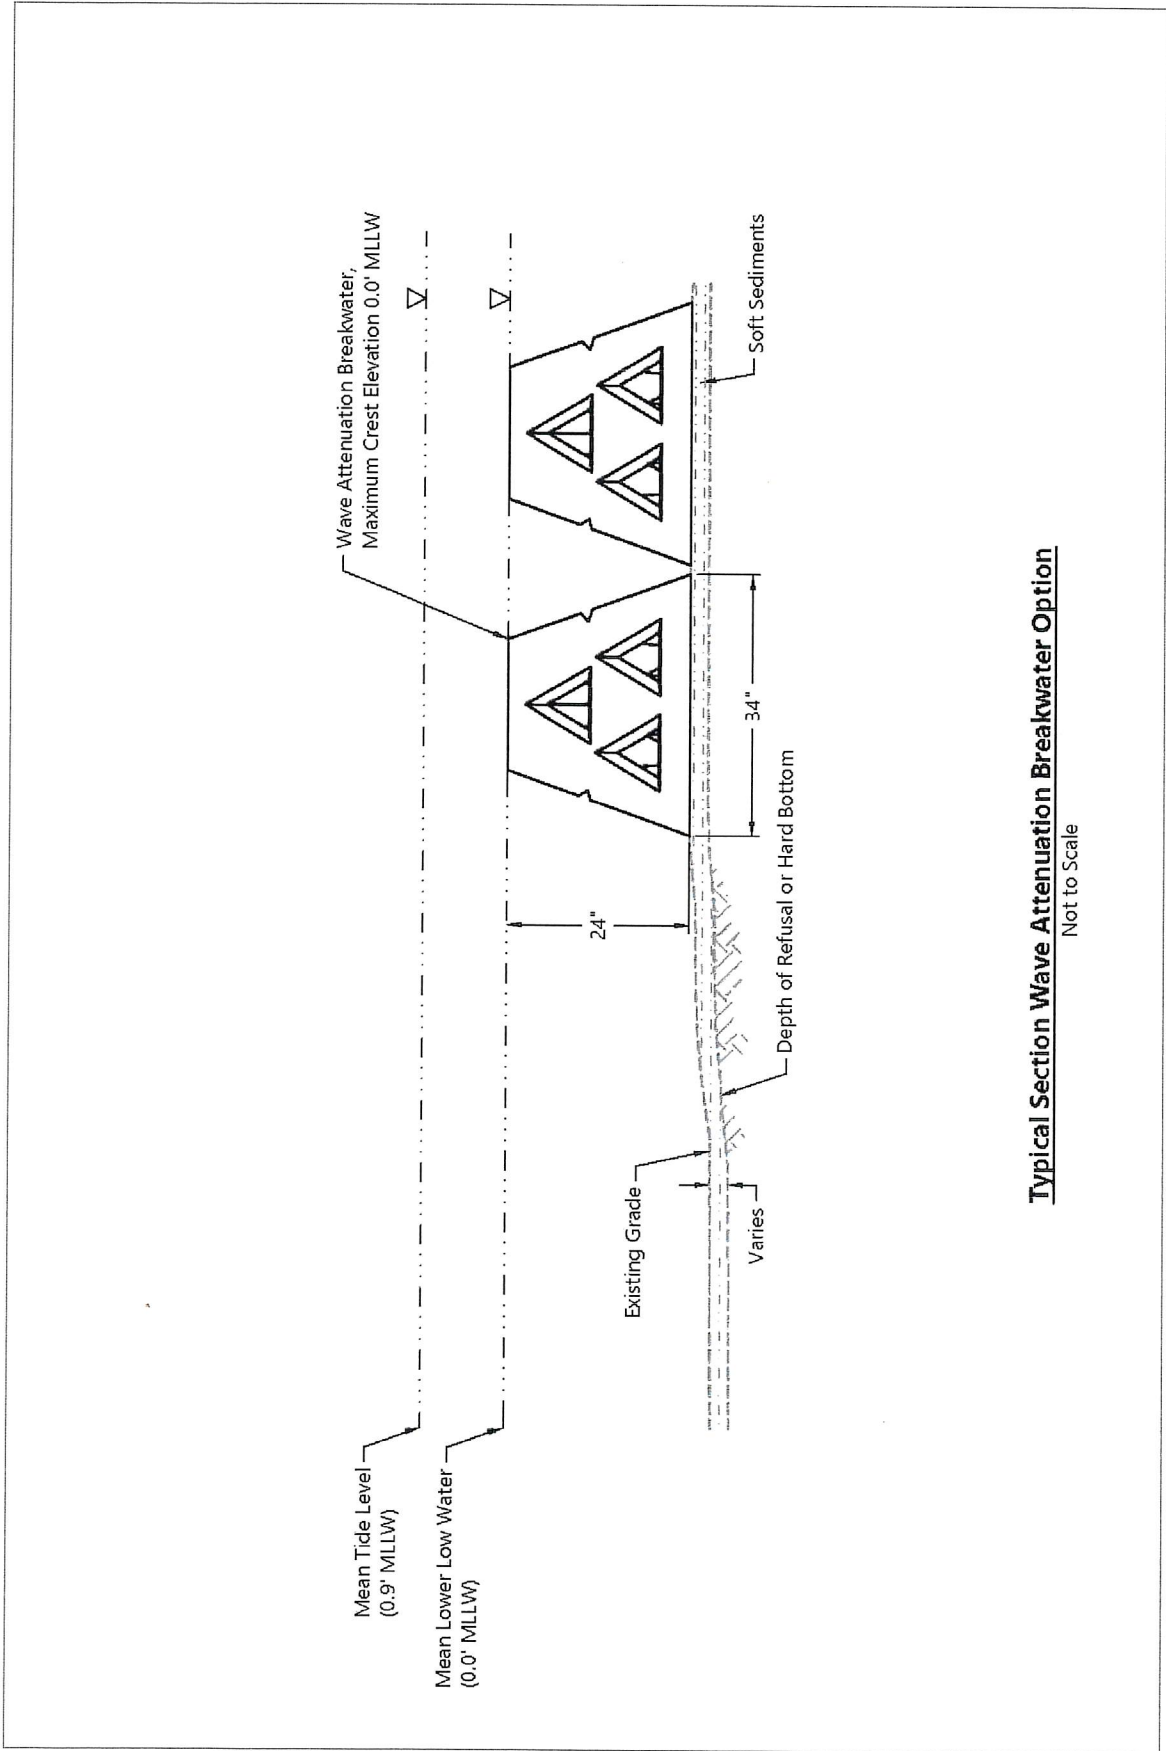 Wave Attenuation Breakwater,
Maximum Crest Elevation 0.0' MLLW
Mean Tide Level
(0.9' MLLW)
Mean Lower Low Water
(0.0' MLLW)
24"
Existing Grade
Varies
34"
Soft Sediments
Depth of Refusal or Hard Bottom
Typical Section Wave Attenuation Breakwater Option
Not to Scale